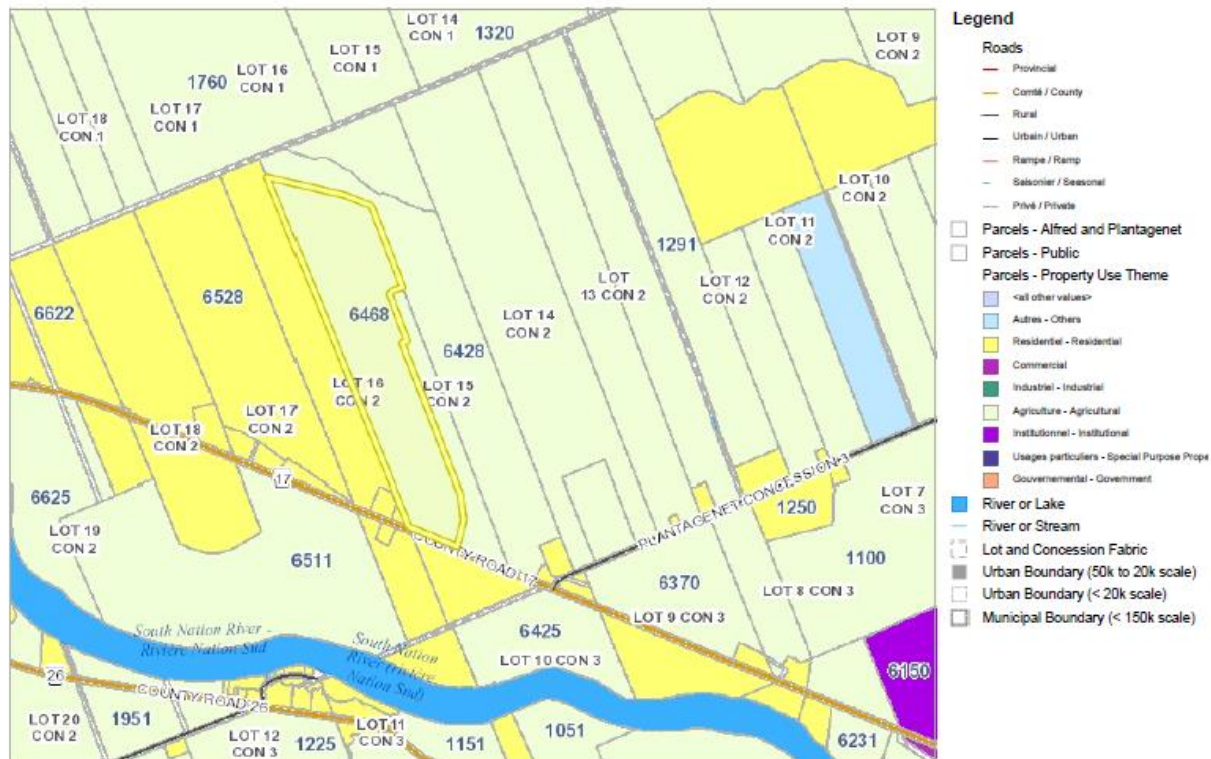 LOT 14
CON 1
1320
LOT 9
CON 2
LOT 15
CON 1
LOT 16
CON 1
1760
LOT 17
CON 1
LOT 18
CON 1
LOT 10
CON 2
LOT 11
CON 2
1291
LOT 12
CON 2
LOT
13 CON 2
6528
6622
6468
LOT 14
CON 2
6428
LOT 16
CON 2
LOT 15
CON 2
LOT 17
CON 2
LOT 18
CON 2
17
6625
LOT 19
CON 2
6511
COUNTY ROAD 17
PLANTAGENET CONCESSION 3
1250
LOT 7
CON 3
1100
6370
LOT 8 CON 3
LOT 9 CON 3
6425
LOT 10 CON 3
South Nation River -
Rivière Nation Sud
South Nation
River (rivière
Nation Sud)
6150
26
COUNTY ROAD 26
LOT 20
CON 2
1951
LOT 12
CON 3
1225
LOT 11
CON 3
1151
1051
6231
Legend
Roads
Provincial
Comté / County
Rural
Urbain / Urban
Rampe / Ramp
Saisonier / Seasonal
Privé / Private
Parcels - Alfred and Plantagenet
Parcels - Public
Parcels - Property Use Theme
<all other values>
Autres - Others
Residentiel - Residential
Commercial
Industriel - Industrial
Agriculture - Agricultural
Institutionnel - Institutional
Usages particuliers - Special Purpose Prope
Gouvernemental - Government
River or Lake
River or Stream
Lot and Concession Fabric
Urban Boundary (50k to 20k scale)
Urban Boundary (< 20k scale)
Municipal Boundary (< 150k scale)